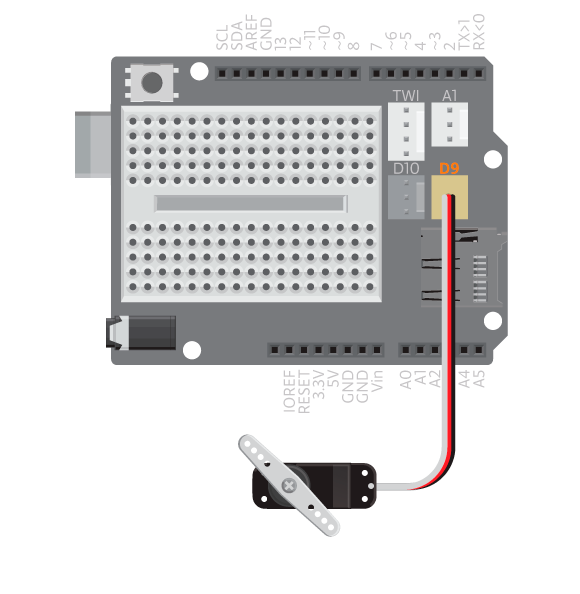 SCL
SDA
AREF
GND
13
12
~11
~10
~9
8
7
~6
~5
4
~3
2
TX>1
RX<0
TWI
A1
D10
D9
IOREF
RESET
3.3V
5V
GND
GND
Vin
A0
A1
A2
A4
A5